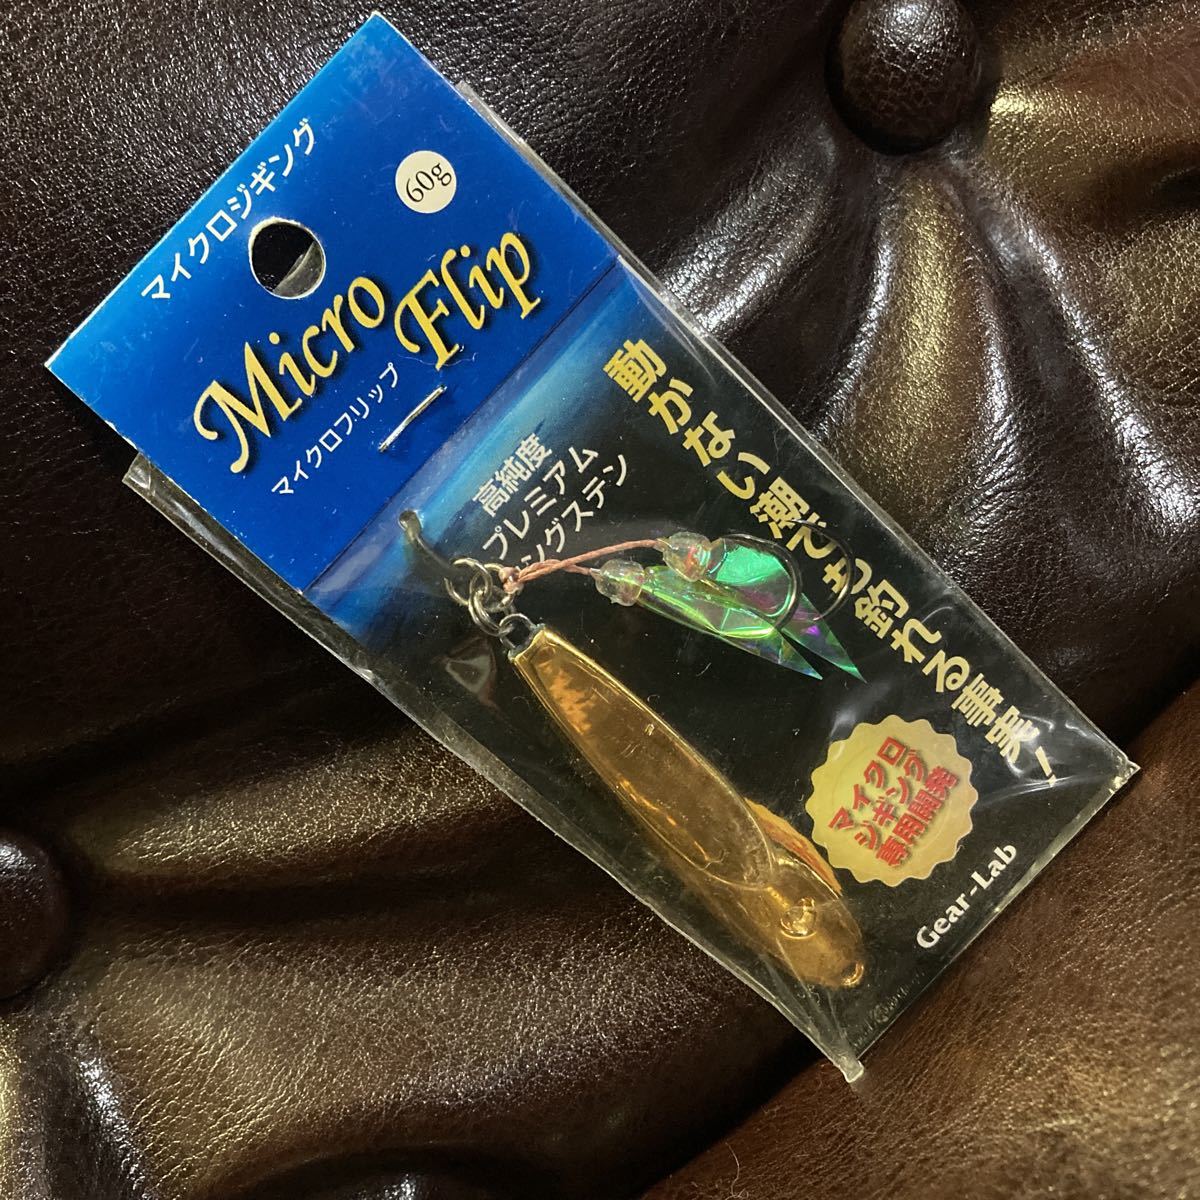 マイクロジギング
60g
Micro
Flip
マイクロフリップ
高純度
プレミアム
ングステン
動かない潮でも釣れる事実!
マイクロ
ジギング
専用開発
Gear-Lab